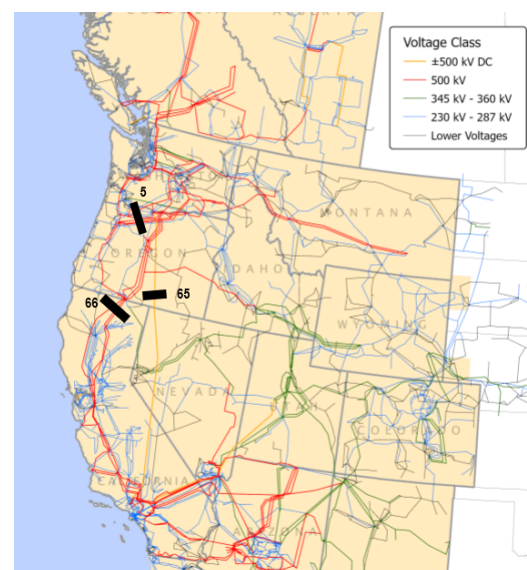 Voltage Class
±500 kV DC
500 kV
345 kV - 360 kV
230 kV - 287 kV
Lower Voltages
5
MONTANA
OREGON
IDAHO
66
65
WYOMING
NEVADA
UTAH
COLORADO
CALIFORNIA
ARIZONA